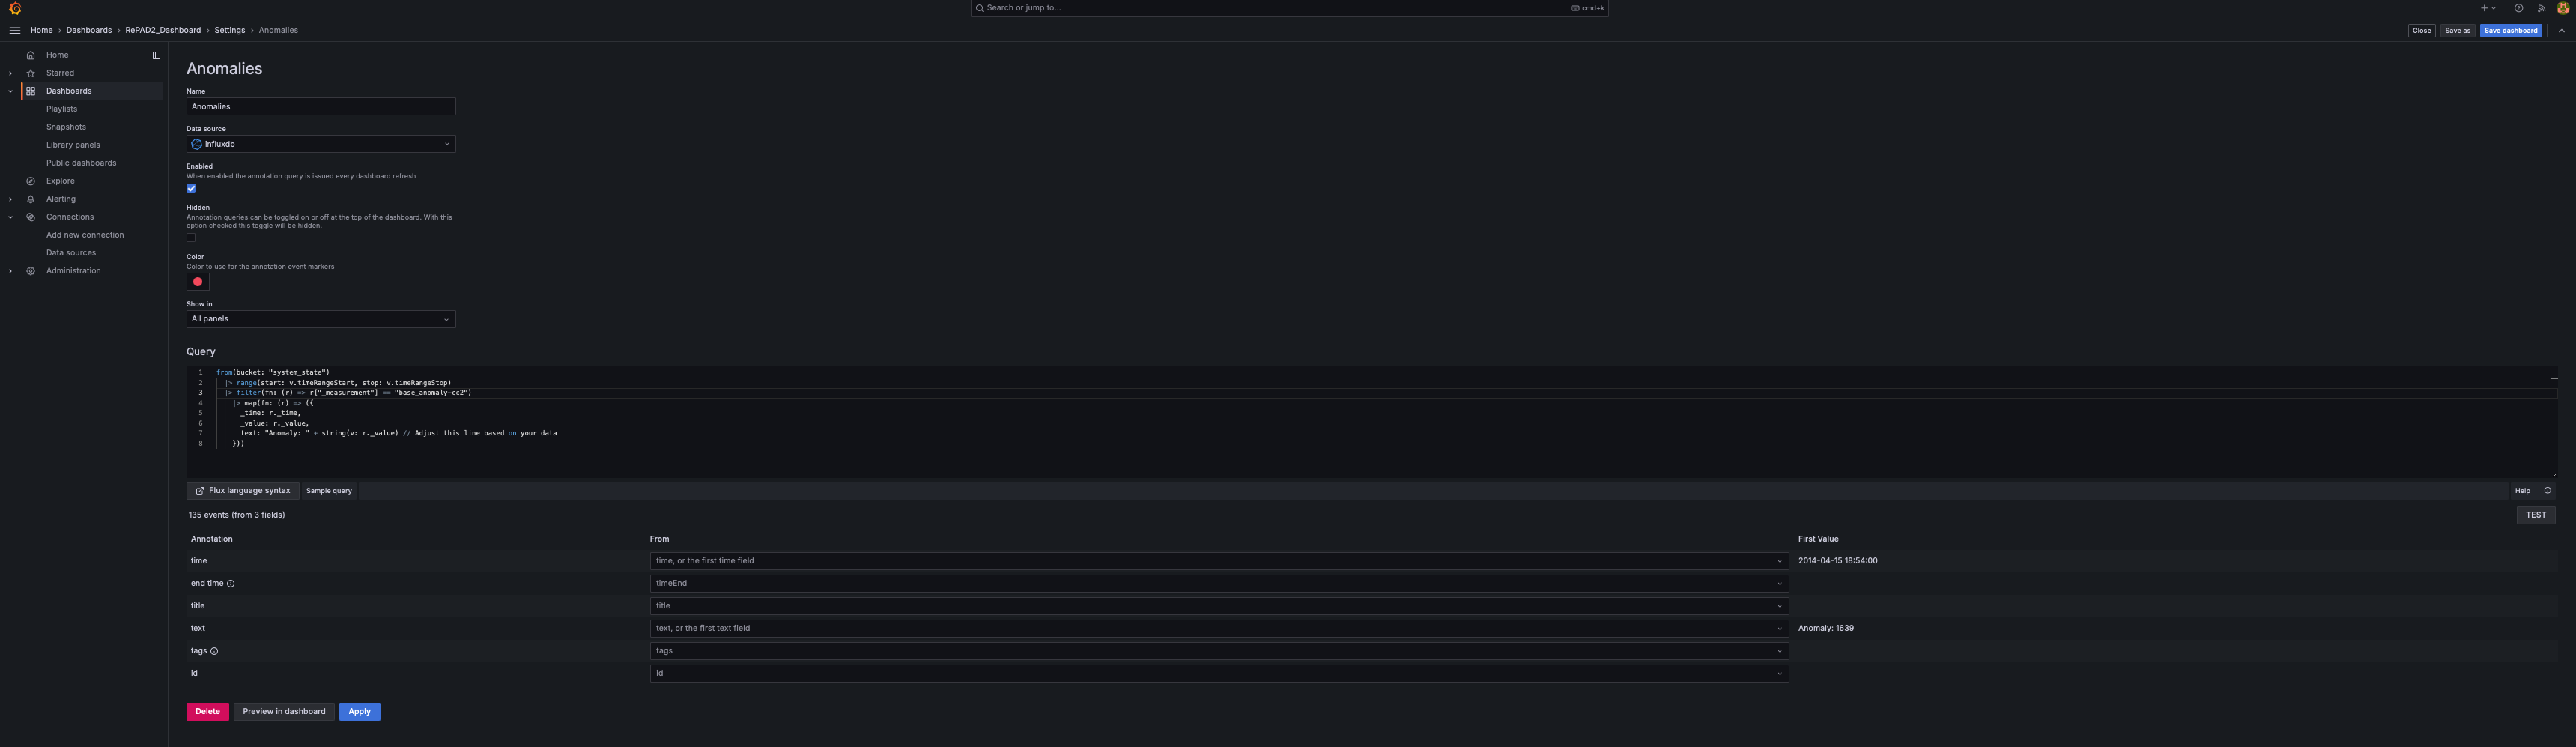 Search or jump to...
cmd+k
Home › Dashboards › RePAD2_Dashboard › Settings › Anomalies
Close
Save as
Save dashboard
Home
Starred
Dashboards
Playlists
Snapshots
Library panels
Public dashboards
Explore
Alerting
Connections
Add new connection
Data sources
Administration
Anomalies
Name
Anomalies
Data source
influxdb
Enabled
When enabled the annotation query is issued every dashboard refresh
Hidden
Annotation queries can be toggled on or off at the top of the dashboard. With this
option checked this toggle will be hidden.
Color
Color to use for the annotation event markers
Show in
All panels
Query
1 from(bucket: "system_state")
2 |> range(start: v.timeRangeStart, stop: v.timeRangeStop)
3 |> filter(fn: (r) => r["_measurement"] == "base_anomaly-cc2")
4 |> map(fn: (r) => ({
5 _time: r._time,
6 _value: r._value,
7 text: "Anomaly: " + string(v: r._value) // Adjust this line based on your data
8 }))
Flux language syntax
Sample query
Help
135 events (from 3 fields)
TEST
Annotation From First Value
time time, or the first time field 2014-04-15 18:54:00
end time timeEnd
title title
text text, or the first text field Anomaly: 1639
tags tags
id id
Delete
Preview in dashboard
Apply